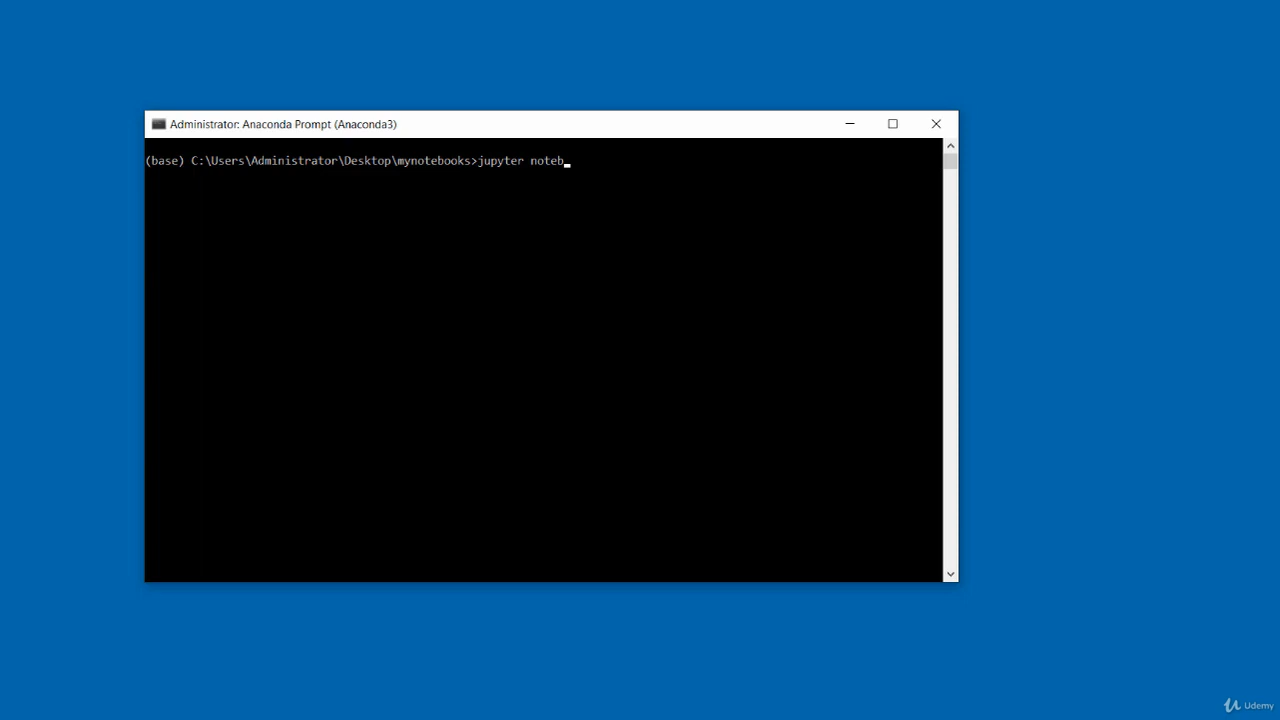 Administrator: Anaconda Prompt (Anaconda3)
(base) C:\Users\Administrator\Desktop\mynotebooks>jupyter noteb
Udemy